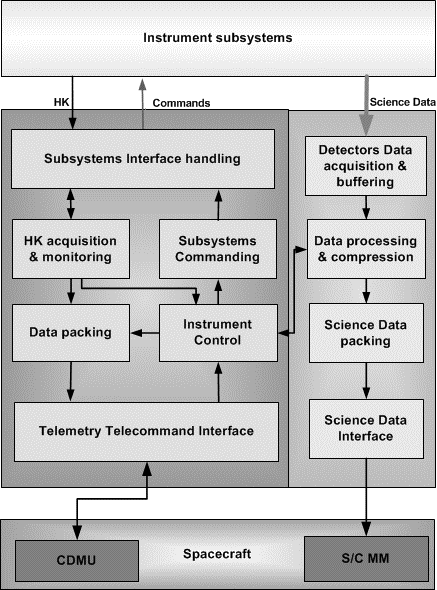 Instrument subsystems
HK
Commands
Science Data
Subsystems Interface handling
Detectors Data
acquisition &
buffering
HK acquisition
& monitoring
Subsystems
Commanding
Data processing
& compression
Data packing
Instrument
Control
Science Data
packing
Telemetry Telecommand Interface
Science Data
Interface
CDMU
Spacecraft
S/C MM